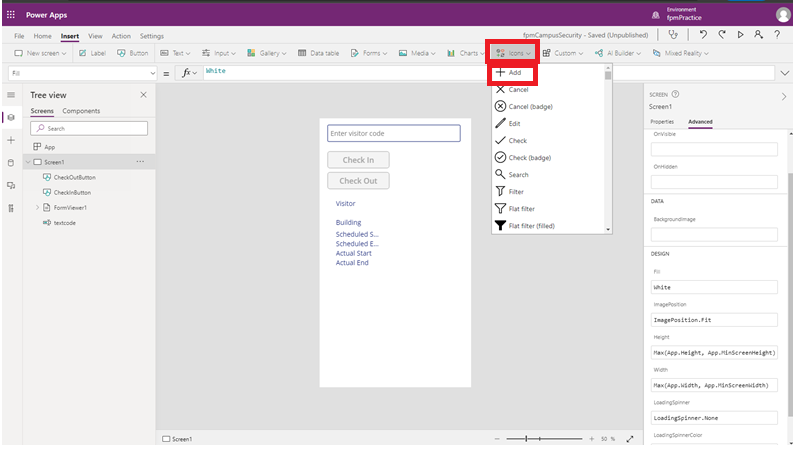 Power Apps
Environment
fpmPractice
File Home Insert View Action Settings
fpmCampusSecurity - Saved (Unpublished)
New screen Label Button Text Input Gallery Data table Forms Media Charts Icons Custom AI Builder Mixed Reality
Fill = fx White
Tree view
Screens Components
Search
App
Screen1
CheckOutButton
CheckInButton
FormViewer1
textcode
Enter visitor code
Check In
Check Out
Visitor
Building
Scheduled S...
Scheduled E...
Actual Start
Actual End
Add
Cancel
Cancel (badge)
Edit
Check
Check (badge)
Search
Filter
Flat filter
Flat filter (filled)
SCREEN
Screen1
Properties Advanced
OnVisible
OnHidden
DATA
BackgroundImage
DESIGN
Fill
White
ImagePosition
ImagePosition.Fit
Height
Max(App.Height, App.MinScreenHeight)
Width
Max(App.Width, App.MinScreenWidth)
LoadingSpinner
LoadingSpinner.None
LoadingSpinnerColor
Screen1
50 %